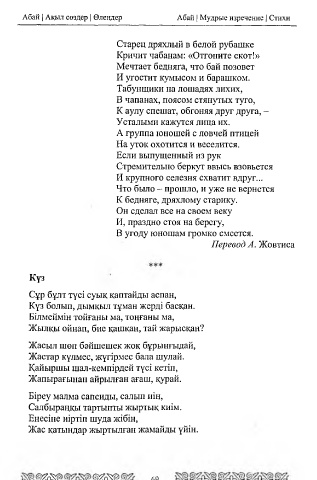 Абай | Ақыл сөздер | Өлеңдер Абай | Мудрые изречение | Стихи
Старец дряхлый в белой рубашке
Кричит чабанам: «Отгоните скот!»
Мечтает бедняга, что бай позовет
И угостит кумысом и барашком.
Табунщики на лошадях лихих,
В чапанах, поясом стянутых туго,
К аулу спешат, обгоняя друг друга, –
Усталыми кажутся лица их.
А группа юношей с ловчей птицей
На уток охотится и веселится.
Если выпущенный из рук
Стремительно беркут ввысь взовьется
И крупного селезня схватит вдруг...
Что было – прошло, и уже не вернется
К бедняге, дряхлому старику.
Он сделал все на своем веку
И, праздно стоя на берегу,
В угоду юношам громко смеется.
Перевод А. Жовтиса
***
Күз
Сұр бұлт түсі суық қаптайды аспан,
Күз болып, дымқыл тұман жерді басқан.
Білмеймін тойғаны ма, тоңғаны ма,
Жылқы ойнап, бие қашқан, тай жарысқан?
Жасыл шөп бәйшешек жоқ бұрынғыдай,
Жастар күлмес, жүгірмес бала шулай.
Қайыршы шал-кемпірдей түсі кетіп,
Жапырағынан айрылған ағаш, қурай.
Біреу малма сапсиды, салып иін,
Салбыраңқы тартыпты жыртық киім.
Енесіне иіртіп шуда жібін,
Жас қатындар жыртылған жамайды үйін.